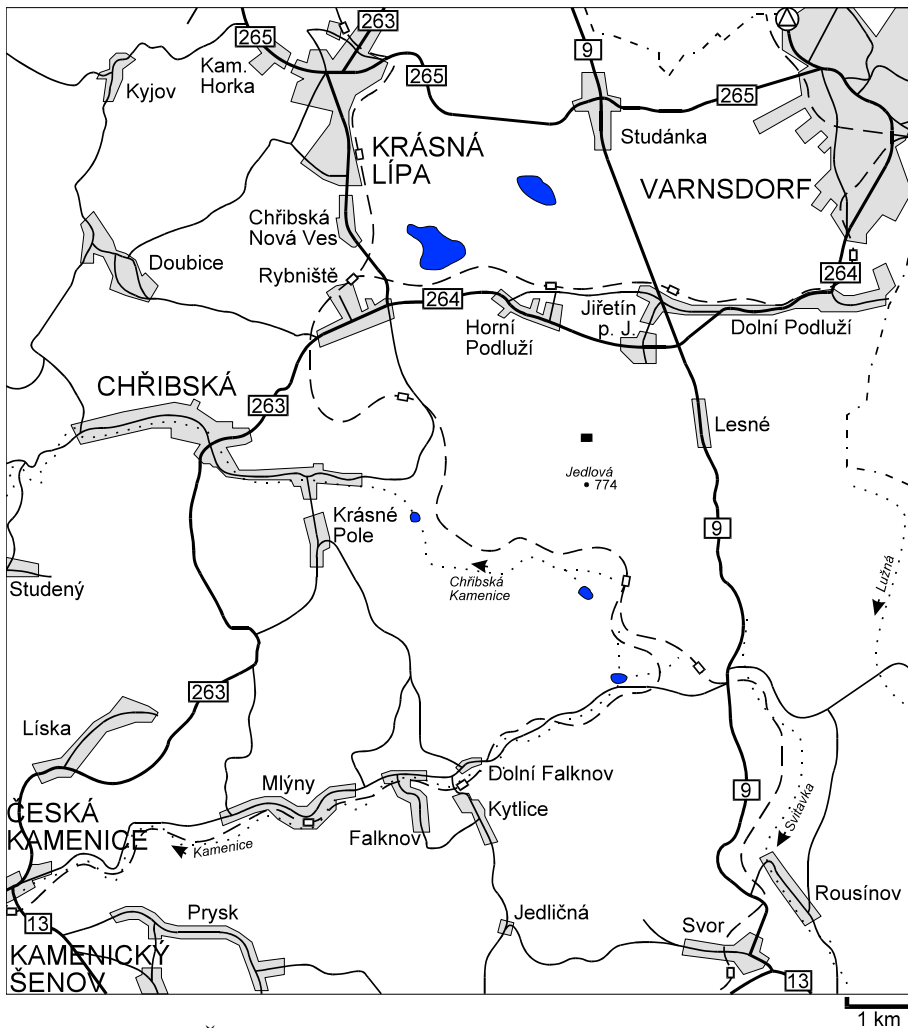 263
265
9
Kam.
Horka
265
265
Kyjov
Studánka
KRÁSNÁ
LÍPA
VARNSDORF
Chřibská
Nová Ves
Doubice
Rybniště
264
264
Jiřetín
p. J.
Horní
Podluží
Dolní Podluží
CHŘIBSKÁ
263
Lesné
Jedlová
774
Krásné
Pole
9
Studený
Chřibská
Kamenice
Lužná
263
Líska
Mlýny
Dolní Falknov
9
ČESKÁ
KAMENICE
Falknov
Kytlice
Svitavka
Kamenice
Rousínov
13
Prysk
Jedličná
Svor
KAMENICKÝ
ŠENOV
13
1 km